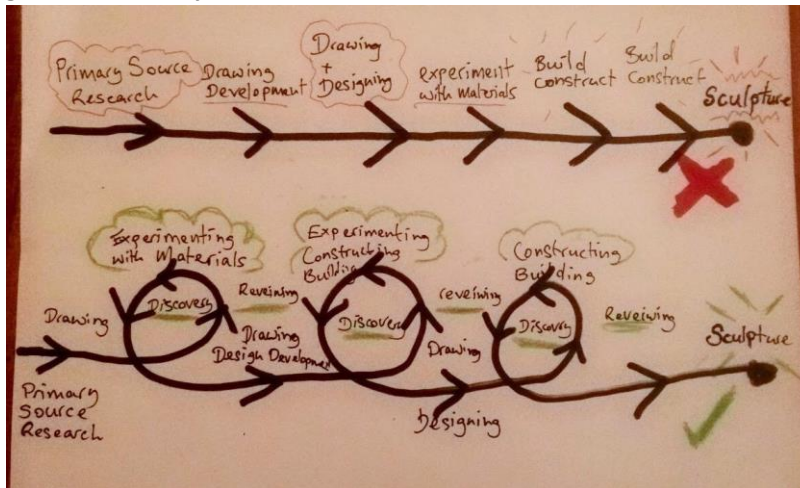 Primary Source
Research
Drawing
Development
Drawing
+
Designing
experiment
with materials
Build
Construct
Build
Construct
Sculpture
Experimenting
with Materials
Discovery
Drawing
Primary
Source
Research
Reveiwing
Drawing
Design Development
Experimenting
Constructing
Building
Discovery
reveiwing
Drawing
Designing
Constructing
Building
Discovry
Reveiwing
Sculpture